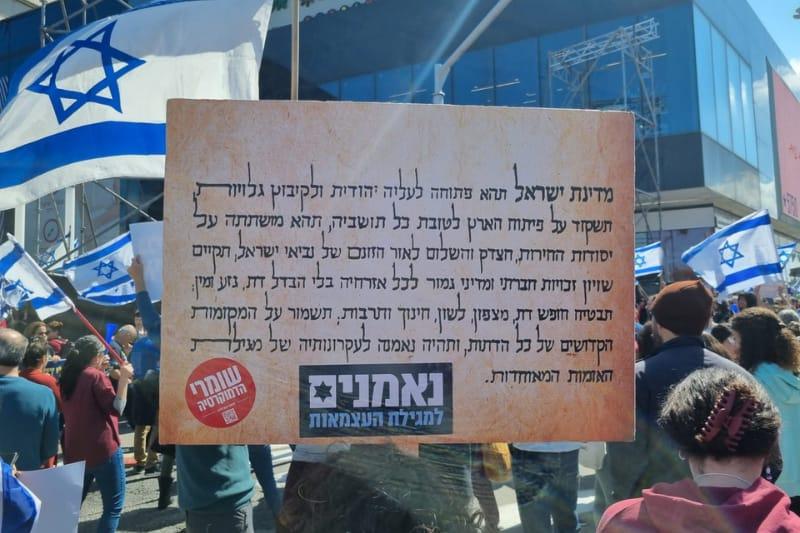 מדינת ישראל תהא פתוחה לעליה יהודית ולקיבוץ גלויות,
תשקוד על פיתוח הארץ לטובת כל תושביה, תהא מושתתה על
יסודות החירות, הצדק והשלום לאור חזונם של נביאי ישראל, תקיים
שויון זכויות חברתי ומדיני גמור לכל אזרחיה בלי הבדל דת, גזע ומין,
תבטיח חופש דת, מצפון, לשון, חינוך ותרבות; תשמור על המקומות
הקדושים של כל הדתות, ותהיה נאמנה לעקרונותיה של מגילת
האומות המאוחדות.
שומרי
הדמוקרטיה
נאמנים
למגילת העצמאות